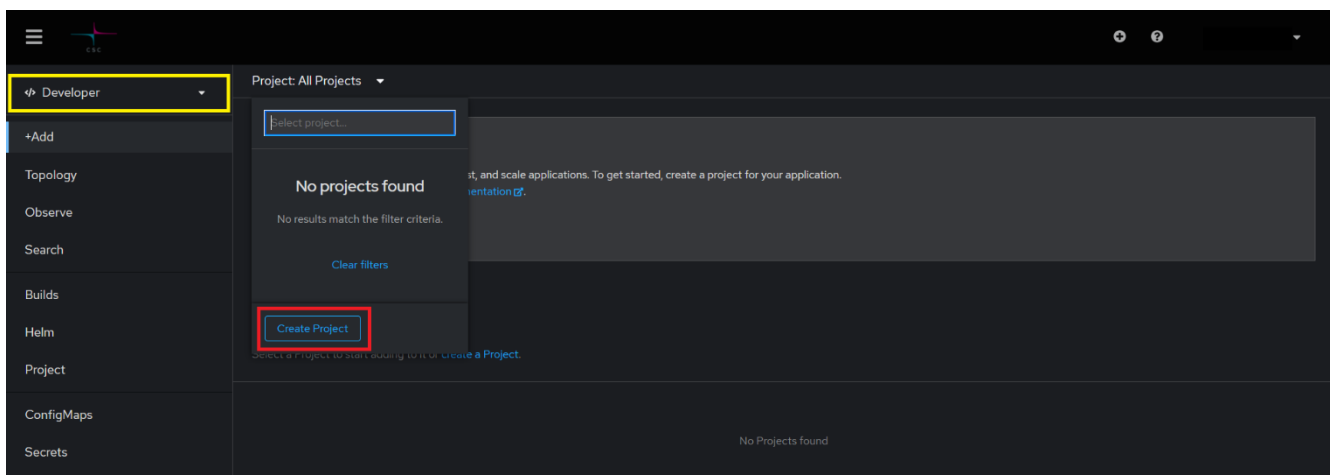 CSC
Developer
Project: All Projects
+Add
Select project...
Topology
No projects found
st, and scale applications. To get started, create a project for your application.
entation
Observe
No results match the filter criteria.
Search
Clear filters
Builds
Helm
Create Project
Select a Project to start adding to it or create a Project.
Project
ConfigMaps
No Projects found
Secrets